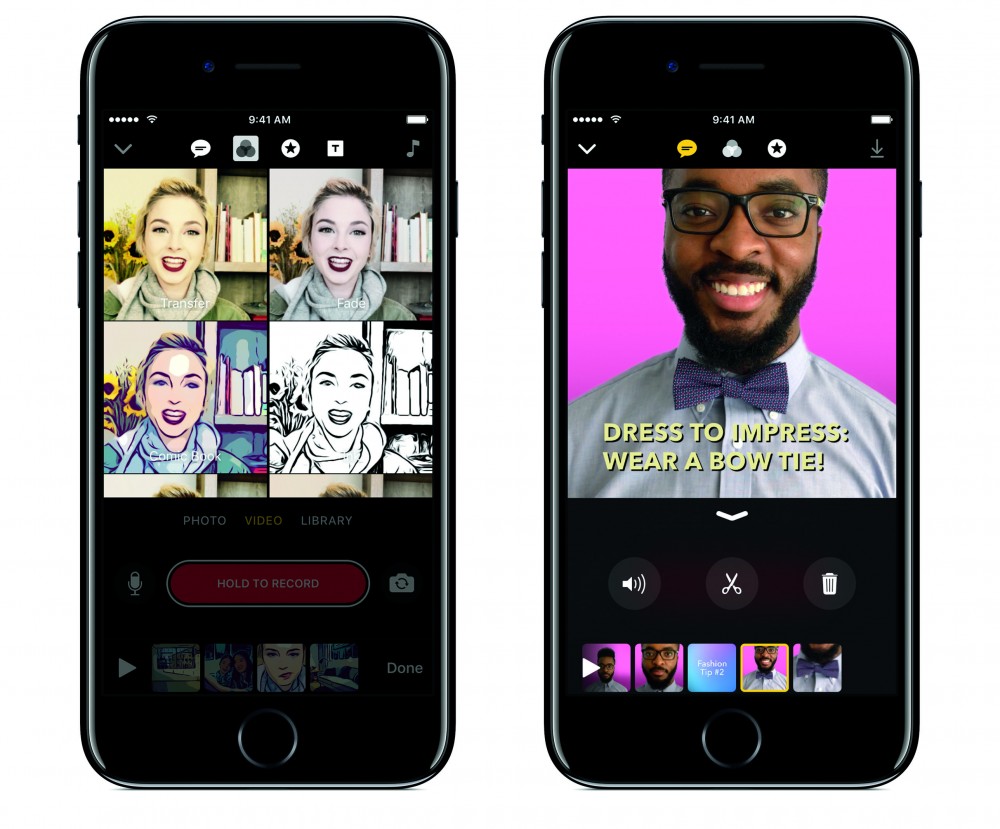 9:41 AM
T
Transfer
Fade
Comic Book
PHOTO VIDEO LIBRARY
HOLD TO RECORD
Done
9:41 AM
DRESS TO IMPRESS:
WEAR A BOW TIE!
Fashion
Tip #2